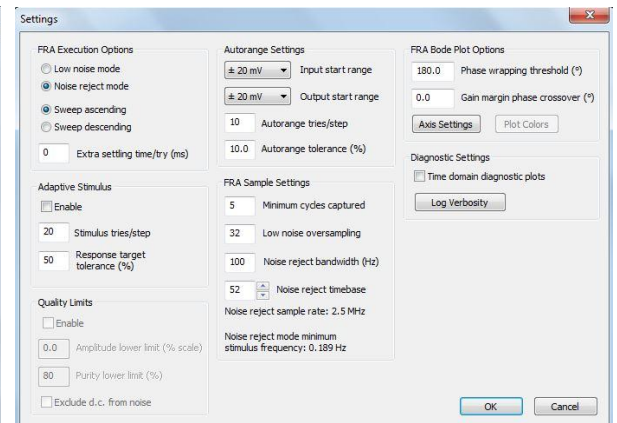 Settings
FRA Execution Options
Low noise mode
Noise reject mode
Sweep ascending
Sweep descending
0 Extra settling time/try (ms)
Adaptive Stimulus
Enable
20 Stimulus tries/step
50 Response target
tolerance (%)
Quality Limits
Enable
0.0 Amplitude lower limit (% scale)
80 Purity lower limit (%)
Exclude d.c. from noise
Autorange Settings
± 20 mV Input start range
± 20 mV Output start range
10 Autorange tries/step
10.0 Autorange tolerance (%)
FRA Sample Settings
5 Minimum cycles captured
32 Low noise oversampling
100 Noise reject bandwidth (Hz)
52 Noise reject timebase
Noise reject sample rate: 2.5 MHz
Noise reject mode minimum
stimulus frequency: 0.189 Hz
FRA Bode Plot Options
180.0 Phase wrapping threshold (°)
0.0 Gain margin phase crossover (°)
Axis Settings Plot Colors
Diagnostic Settings
Time domain diagnostic plots
Log Verbosity
OK Cancel